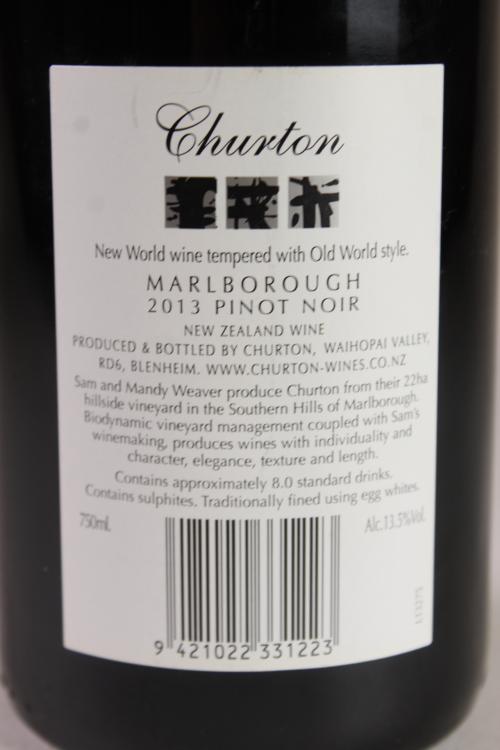 Churton
New World wine tempered with Old World style.
MARLBOROUGH
2013 PINOT NOIR
NEW ZEALAND WINE
PRODUCED & BOTTLED BY CHURTON, WAIHOPAI VALLEY,
RD6, BLENHEIM. WWW.CHURTON-WINES.CO.NZ
Sam and Mandy Weaver produce Churton from their 22ha
hillside vineyard in the Southern Hills of Marlborough.
Biodynamic vineyard management coupled with Sam's
winemaking, produces wines with individuality and
character, elegance, texture and length.
Contains approximately 8.0 standard drinks.
Contains sulphites. Traditionally fined using egg whites.
750mL
Alc.13.5%Vol.
9 421022 331223